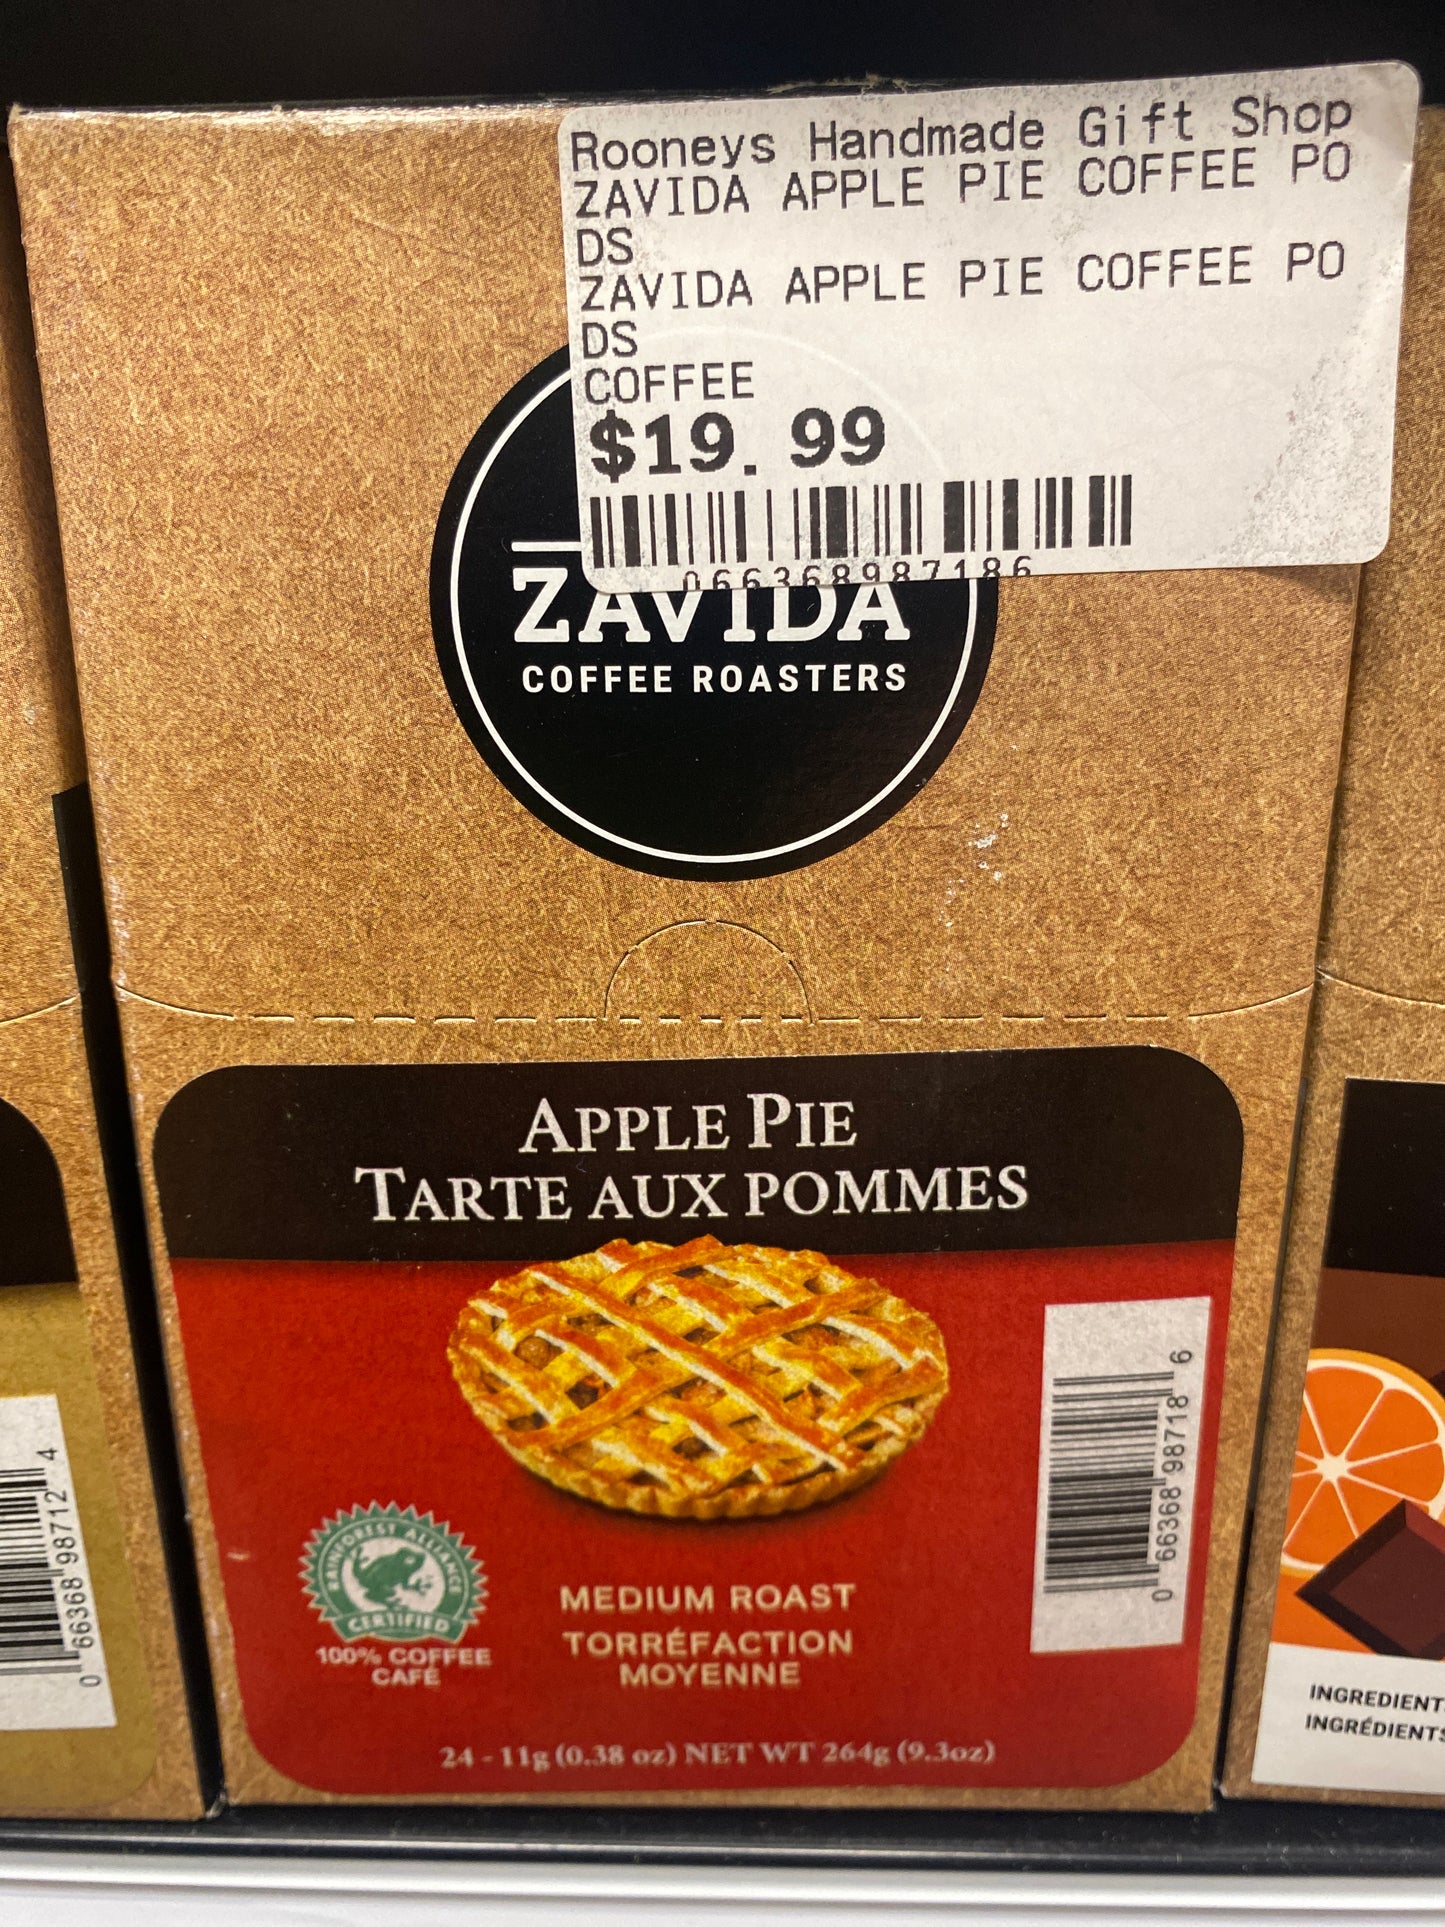 Rooneys Handmade Gift Shop
ZAVIDA APPLE PIE COFFEE PO
DS
ZAVIDA APPLE PIE COFFEE PO
DS
COFFEE
$19.99
066368987186
ZAVIDA
COFFEE ROASTERS
APPLE PIE
TARTE AUX POMMES
0 66368 98718 6
RAINFOREST ALLIANCE
CERTIFIED
100% COFFEE
CAFÉ
MEDIUM ROAST
TORRÉFACTION
MOYENNE
24 - 11g (0.38 oz) NET WT 264g (9.3oz)
0 66368 98712 4
INGREDIENT
INGRÉDIENTS